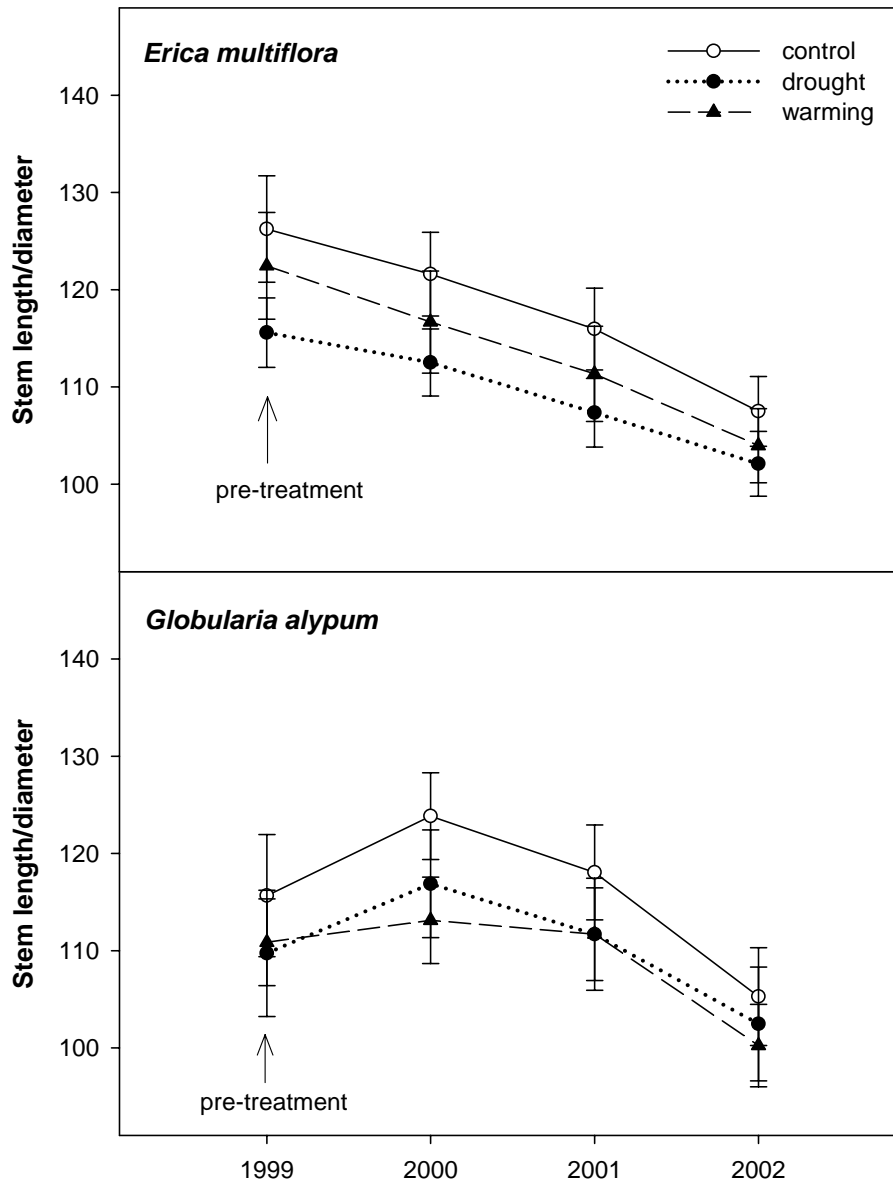 Erica multiflora
control
drought
warming
140
130
120
110
100
Stem length/diameter
pre-treatment
Globularia alypum
140
130
120
110
100
Stem length/diameter
pre-treatment
1999 2000 2001 2002